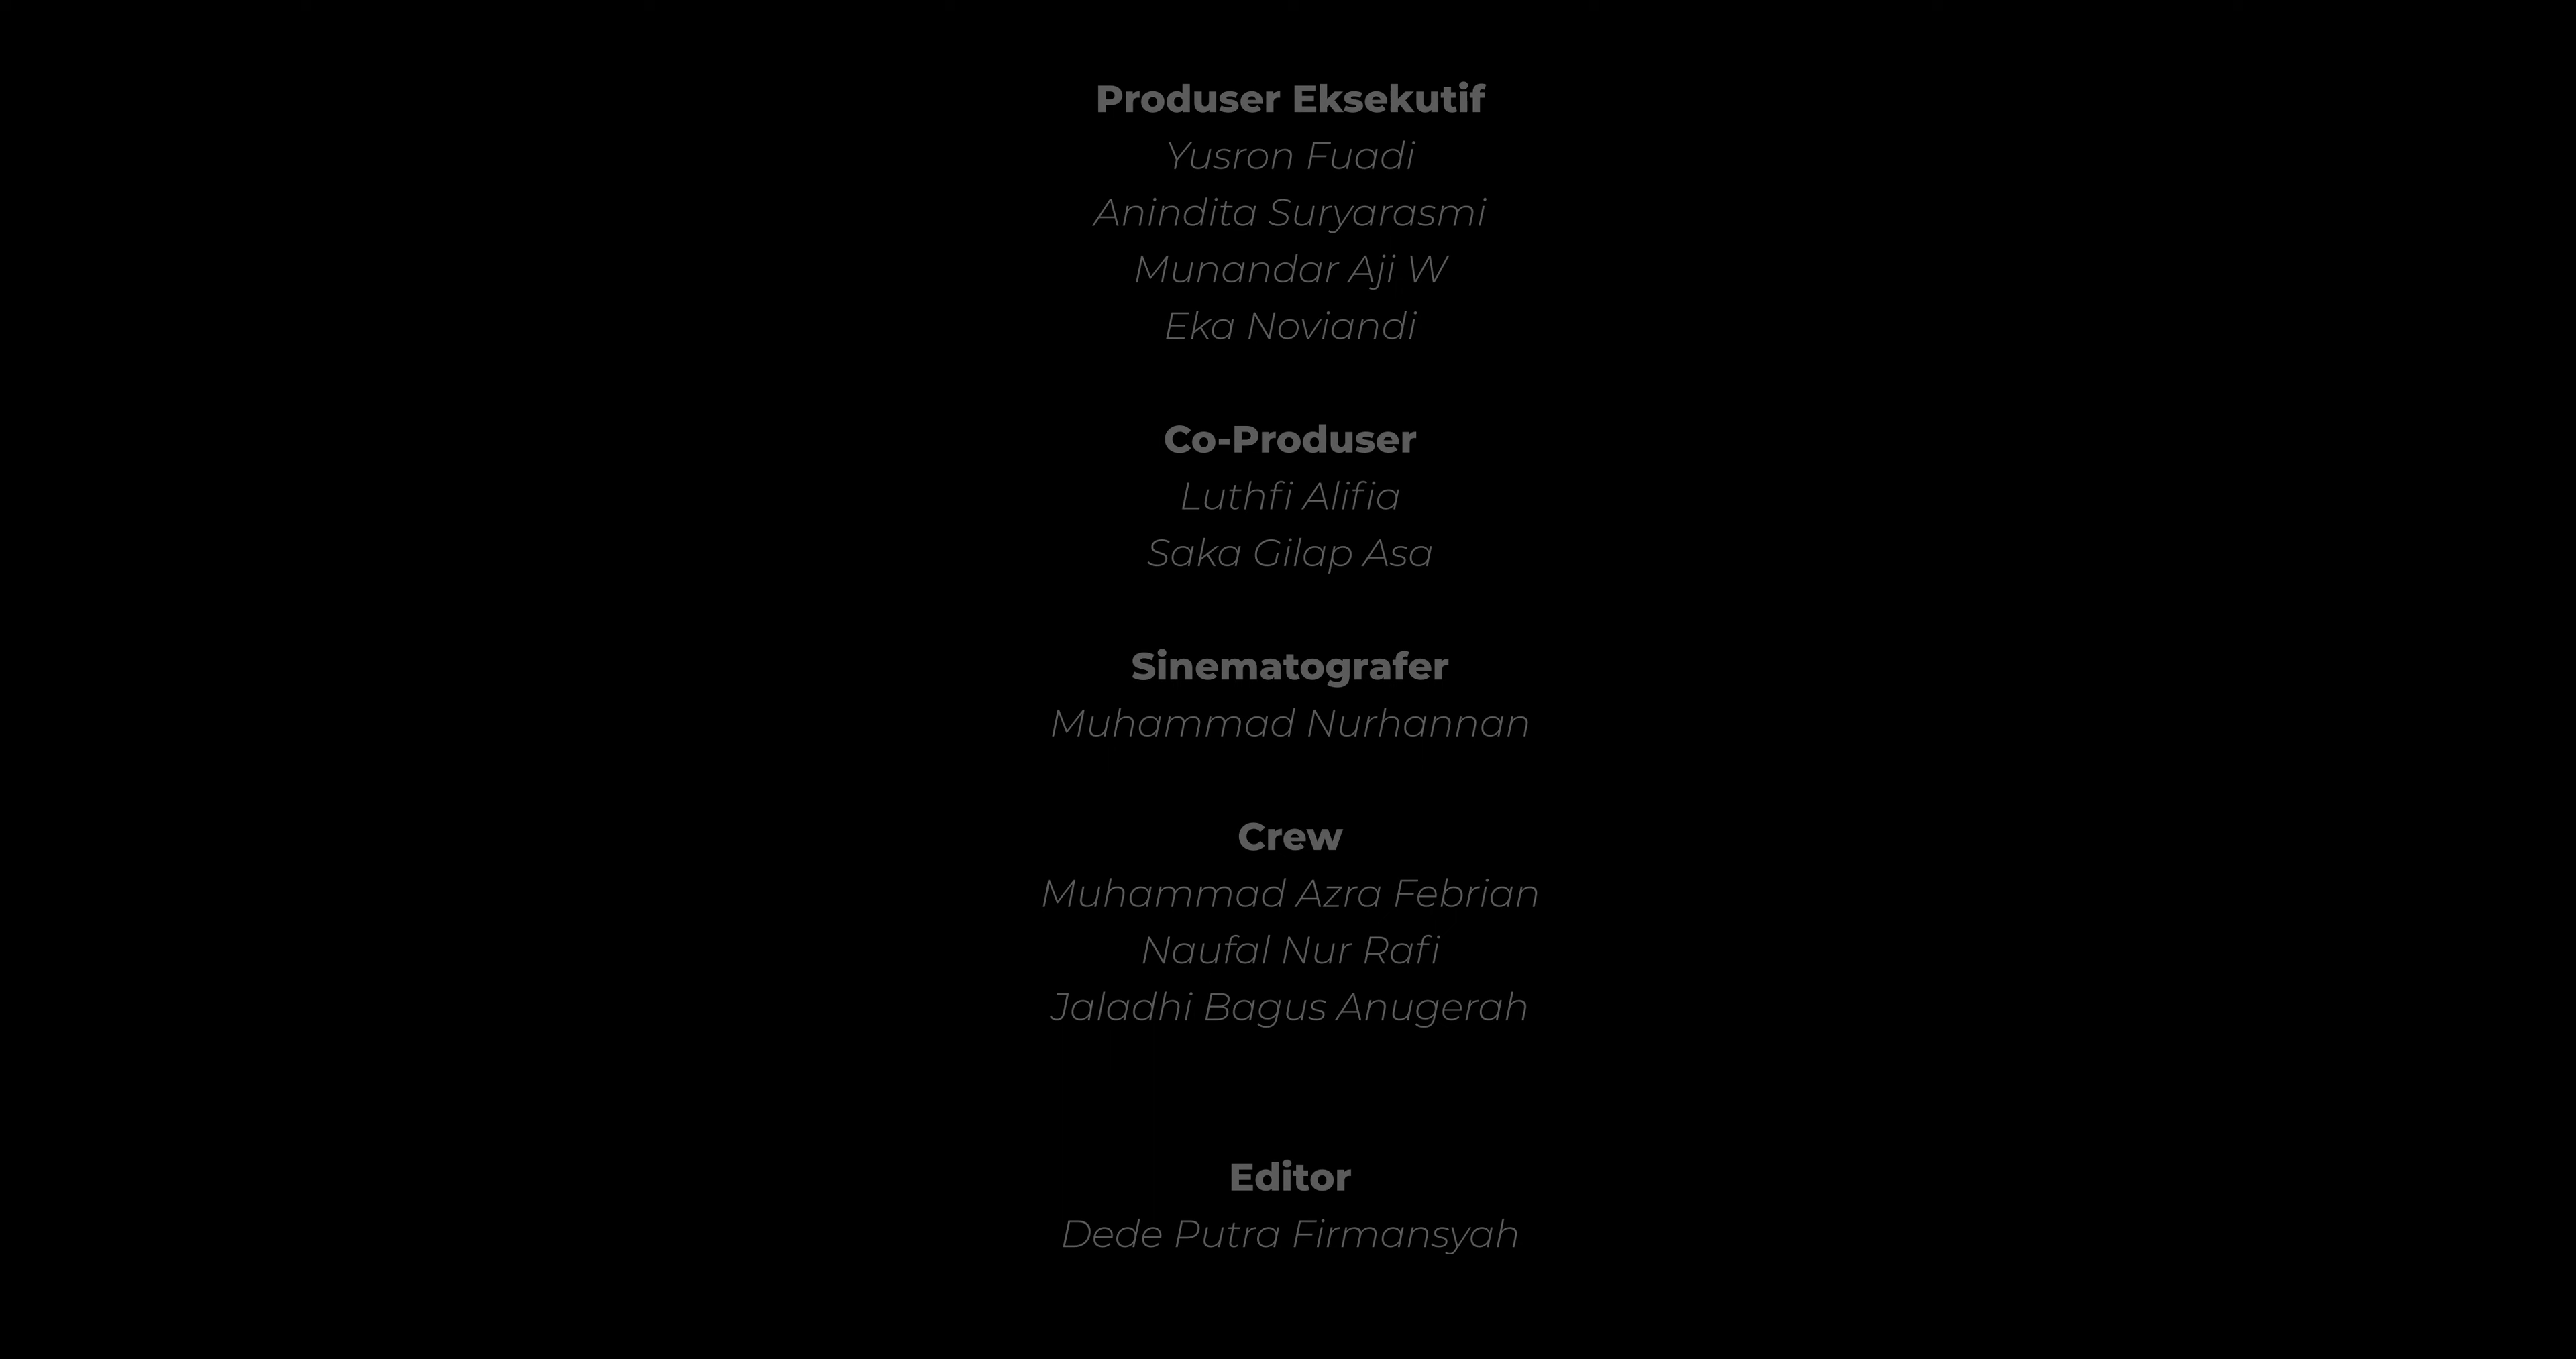 Produser Eksekutif
Yusron Fuadi
Anindita Suryarasmi
Munandar Aji W
Eka Noviandi
Co-Produser
Luthfi Alifia
Saka Gilap Asa
Sinematografer
Muhammad Nurhannan
Crew
Muhammad Azra Febrian
Naufal Nur Rafi
Jaladhi Bagus Anugerah
Editor
Dede Putra Firmansyah